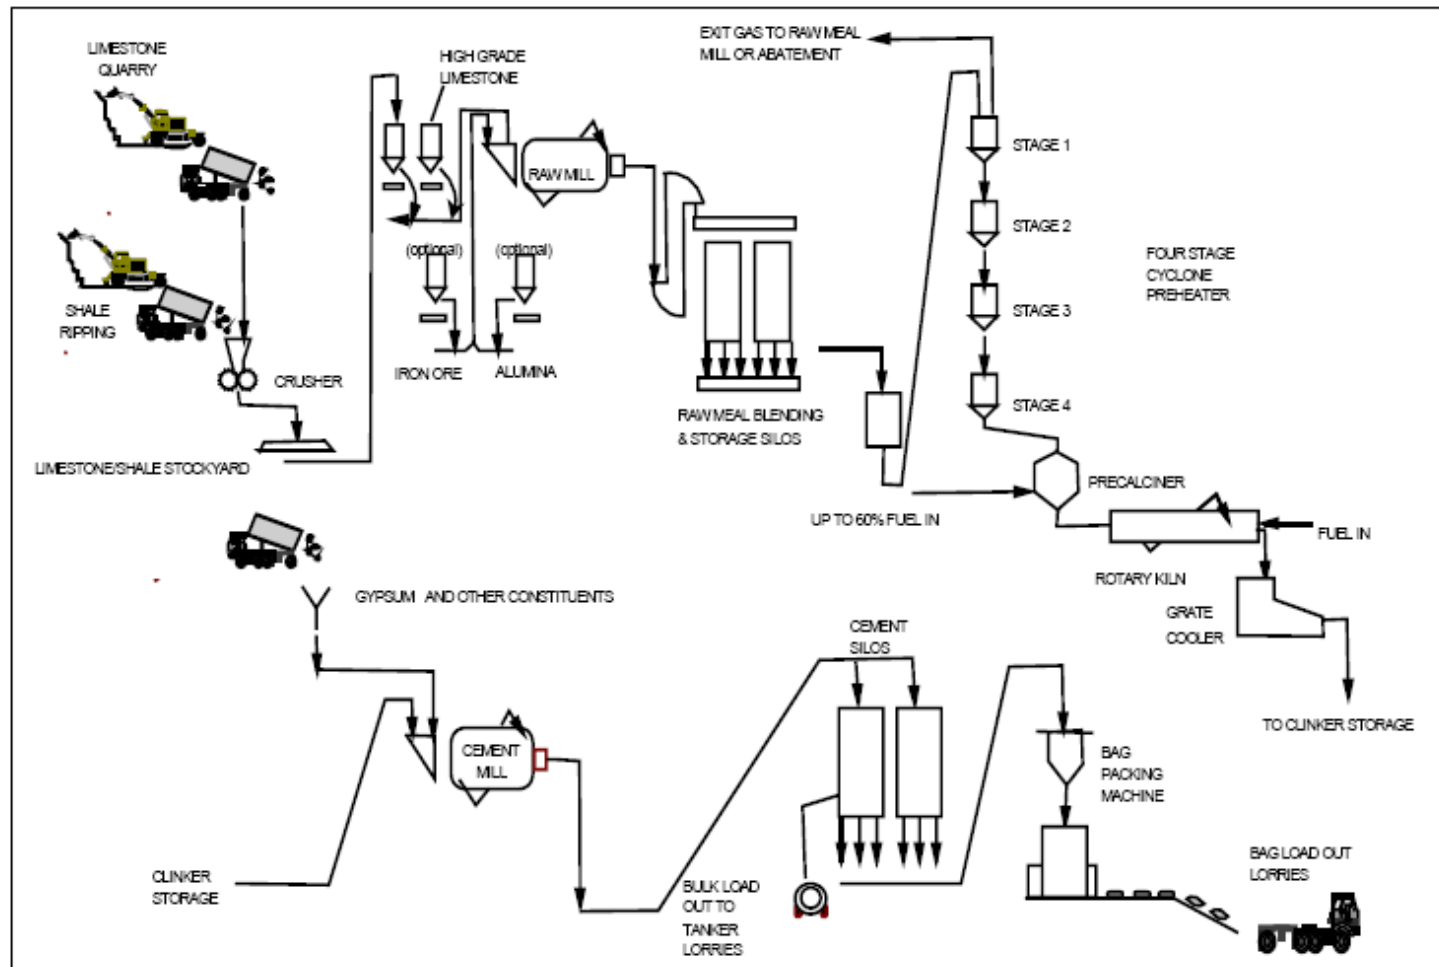 LIMESTONE
QUARRY
HIGH GRADE
LIMESTONE
EXIT GAS TO RAW MEAL
MILL OR ABATEMENT
STAGE 1
RAW MILL
STAGE 2
(optional)
(optional)
FOUR STAGE
CYCLONE
PREHEATER
SHALE
RIPPING
STAGE 3
CRUSHER
IRON ORE
ALUMINA
STAGE 4
RAW MEAL BLENDING
& STORAGE SILOS
LIMESTONE/SHALE STOCKYARD
PRECALCINER
UP TO 60% FUEL IN
FUEL IN
ROTARY KILN
GYPSUM AND OTHER CONSTITUENTS
GRATE
COOLER
CEMENT
SILOS
TO CLINKER STORAGE
CEMENT
MILL
BAG
PACKING
MACHINE
CLINKER
STORAGE
BULK LOAD
OUT TO
TANKER
LORRIES
BAG LOAD OUT
LORRIES